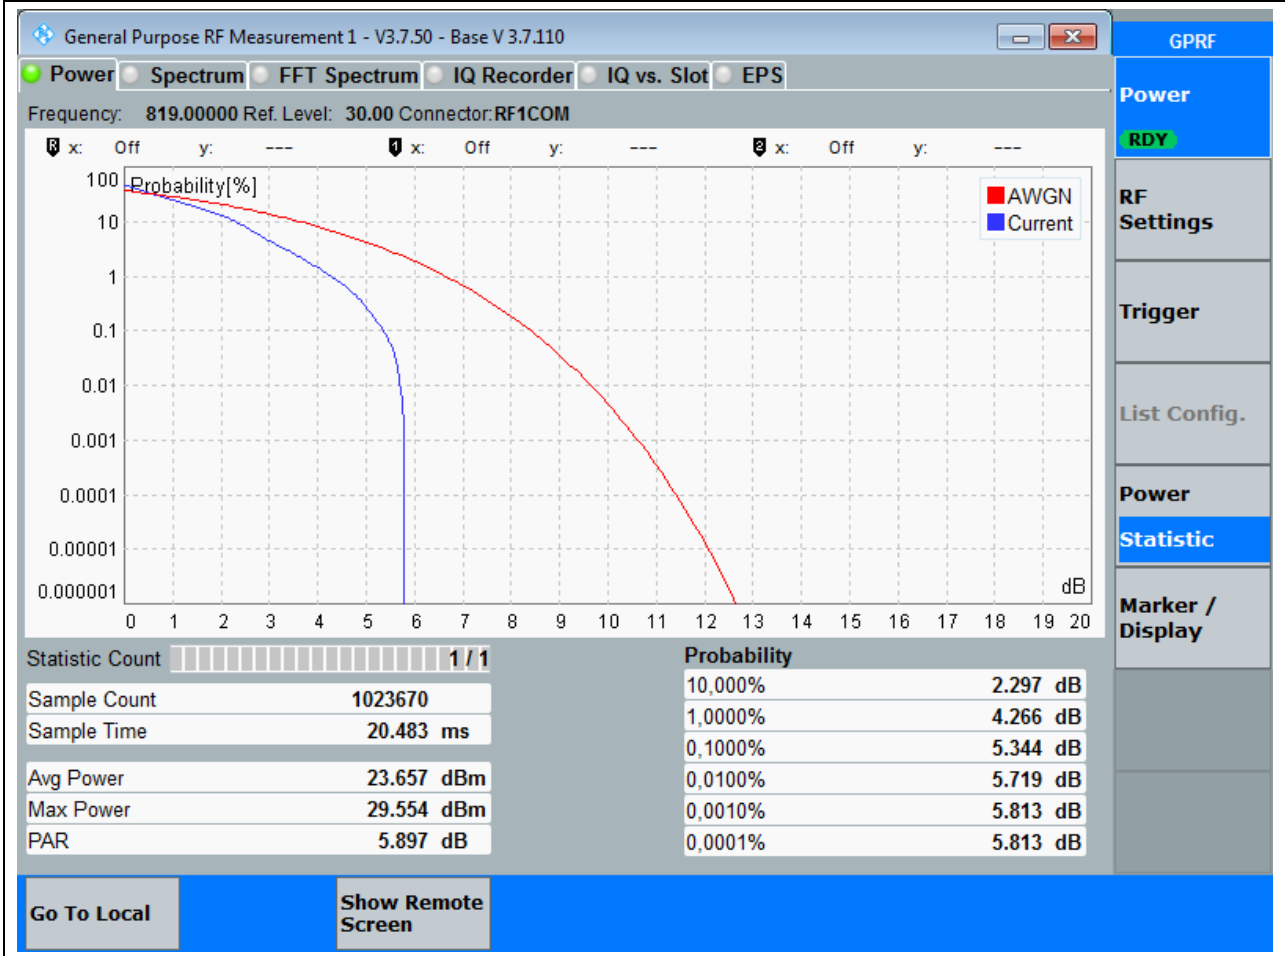 General Purpose RF Measurement 1 - V3.7.50 - Base V 3.7.110
GPRF
Power Spectrum FFT Spectrum IQ Recorder IQ vs. Slot EPS
Power
RDY
Frequency: 819.00000 Ref. Level: 30.00 Connector: RF1COM
R x: Off y: --- 1 x: Off y: --- 2 x: Off y: ---
Probability[%]
AWGN
Current
100
10
1
0.1
0.01
0.001
0.0001
0.00001
0.000001
dB
0 1 2 3 4 5 6 7 8 9 10 11 12 13 14 15 16 17 18 19 20
RF
Settings
Trigger
List Config.
Power
Statistic
Marker /
Display
Statistic Count 1 / 1
Sample Count 1023670
Sample Time 20.483 ms
Avg Power 23.657 dBm
Max Power 29.554 dBm
PAR 5.897 dB
Probability
10,000% 2.297 dB
1,0000% 4.266 dB
0,1000% 5.344 dB
0,0100% 5.719 dB
0,0010% 5.813 dB
0,0001% 5.813 dB
Go To Local
Show Remote
Screen